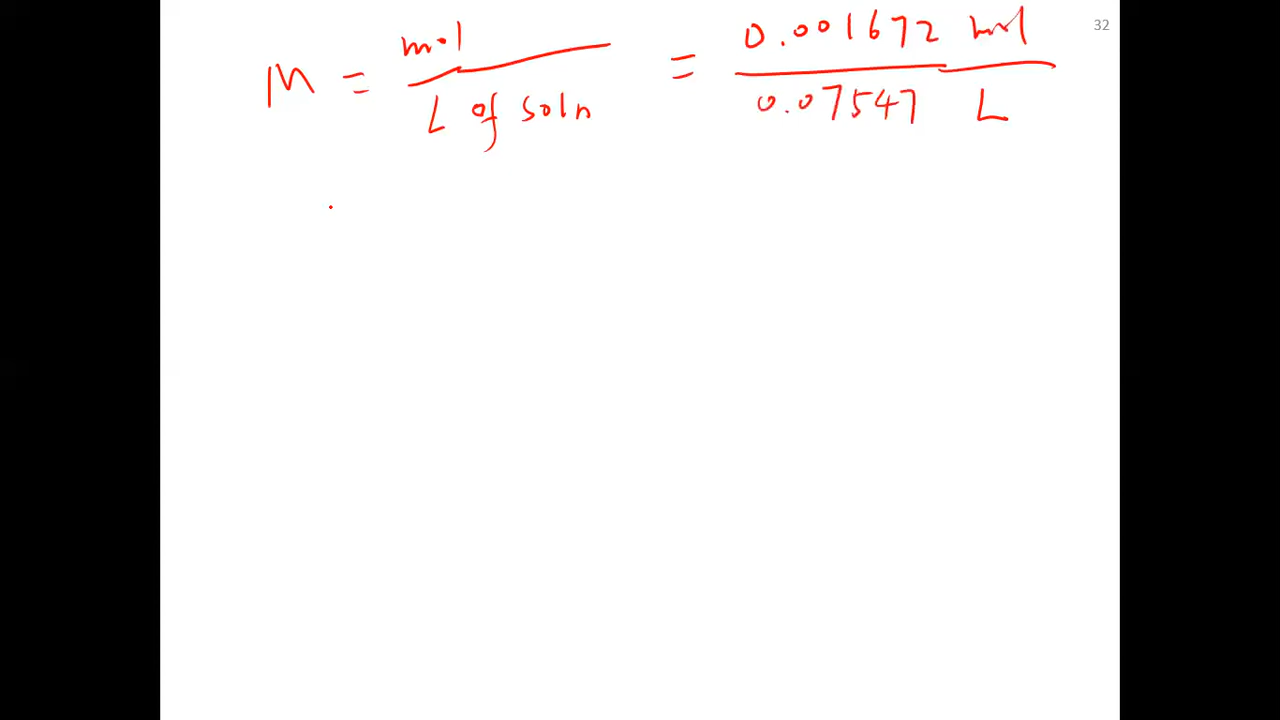 32
M = mol / L of soln = 0.001672 mol / 0.07547 L